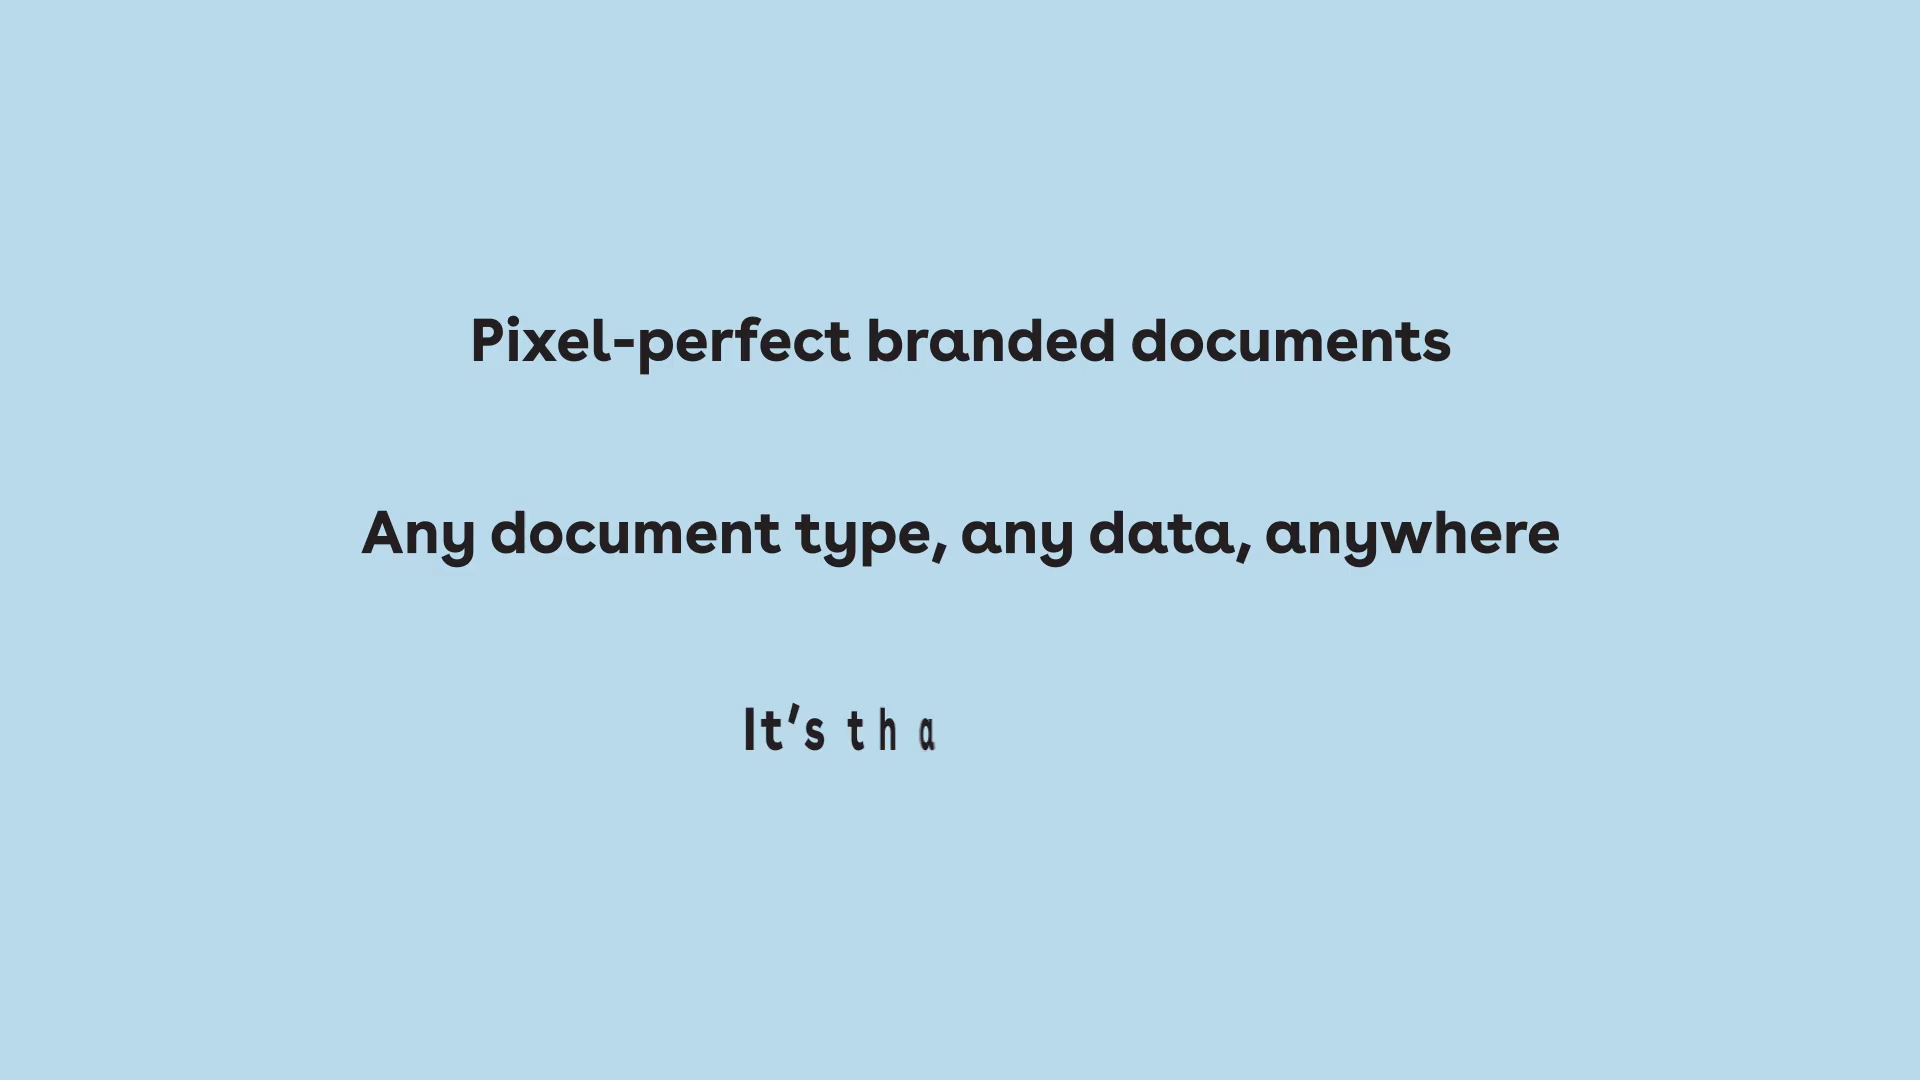 Pixel-perfect branded documents
Any document type, any data, anywhere
It’s tha